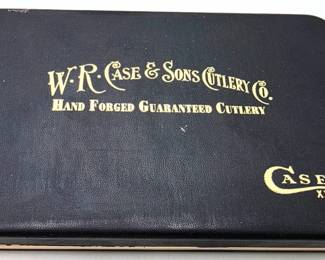 W.R. CASE & SONS CUTLERY CO.
HAND FORGED GUARANTEED CUTLERY
CASE